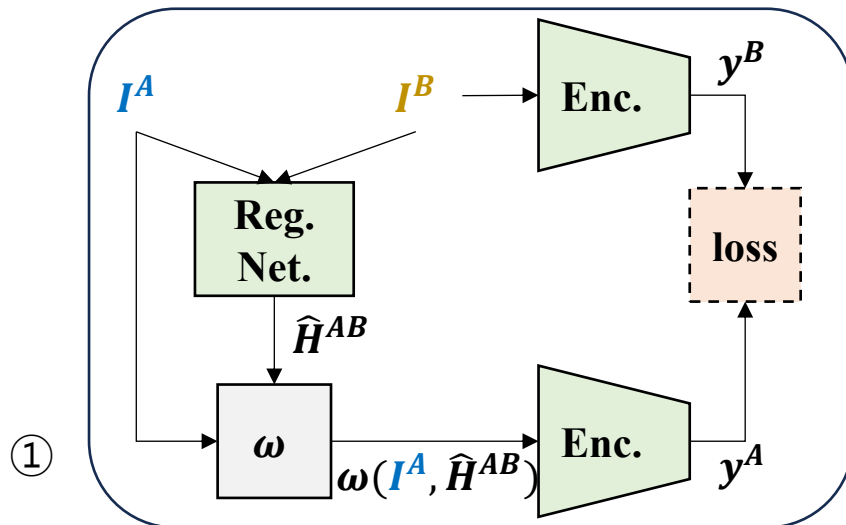 I^A
I^B
Enc.
y^B
Reg.
Net.
loss
Ĥ^{AB}
①
ω
ω(I^A, Ĥ^{AB})
Enc.
y^A